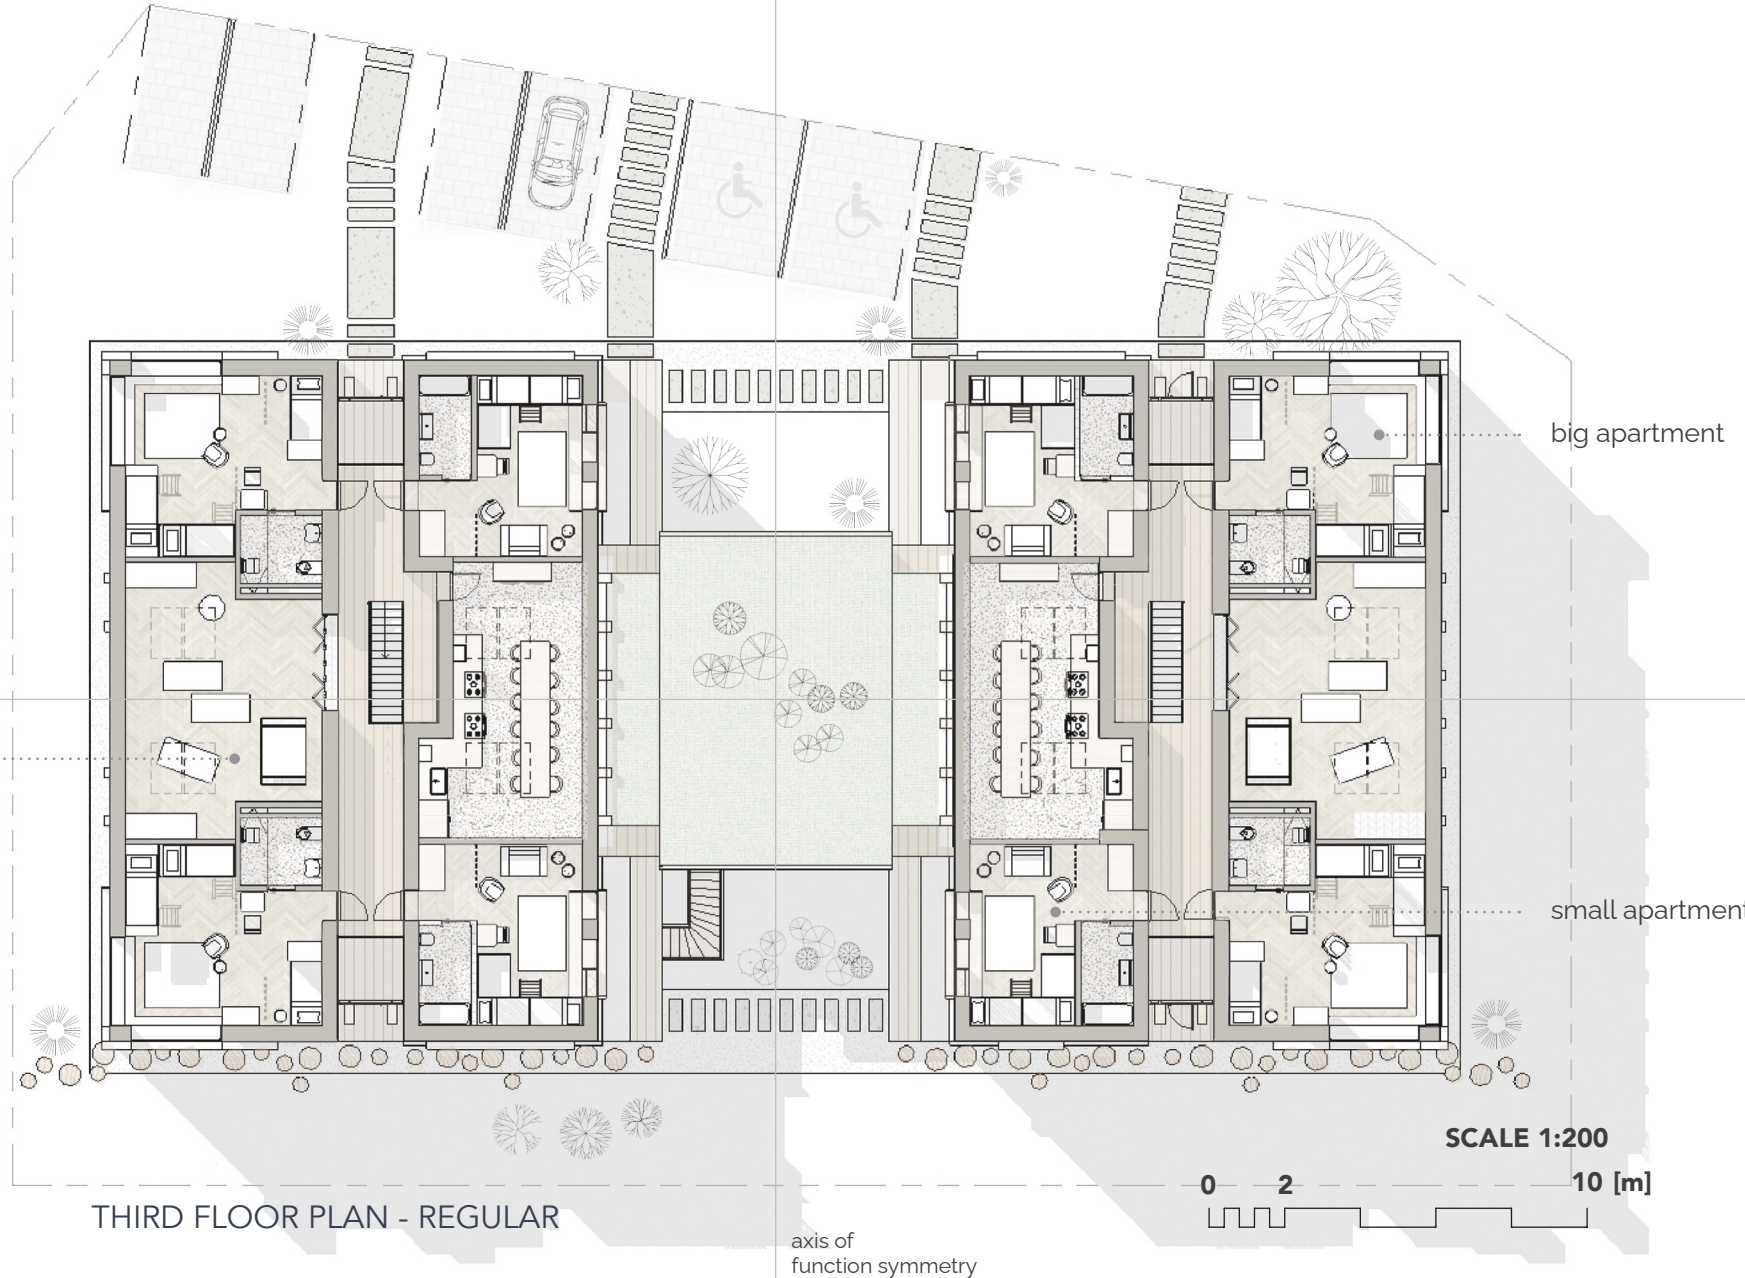 big apartment
small apartment
SCALE 1:200
0 2 10 [m]
THIRD FLOOR PLAN - REGULAR
axis of
function symmetry